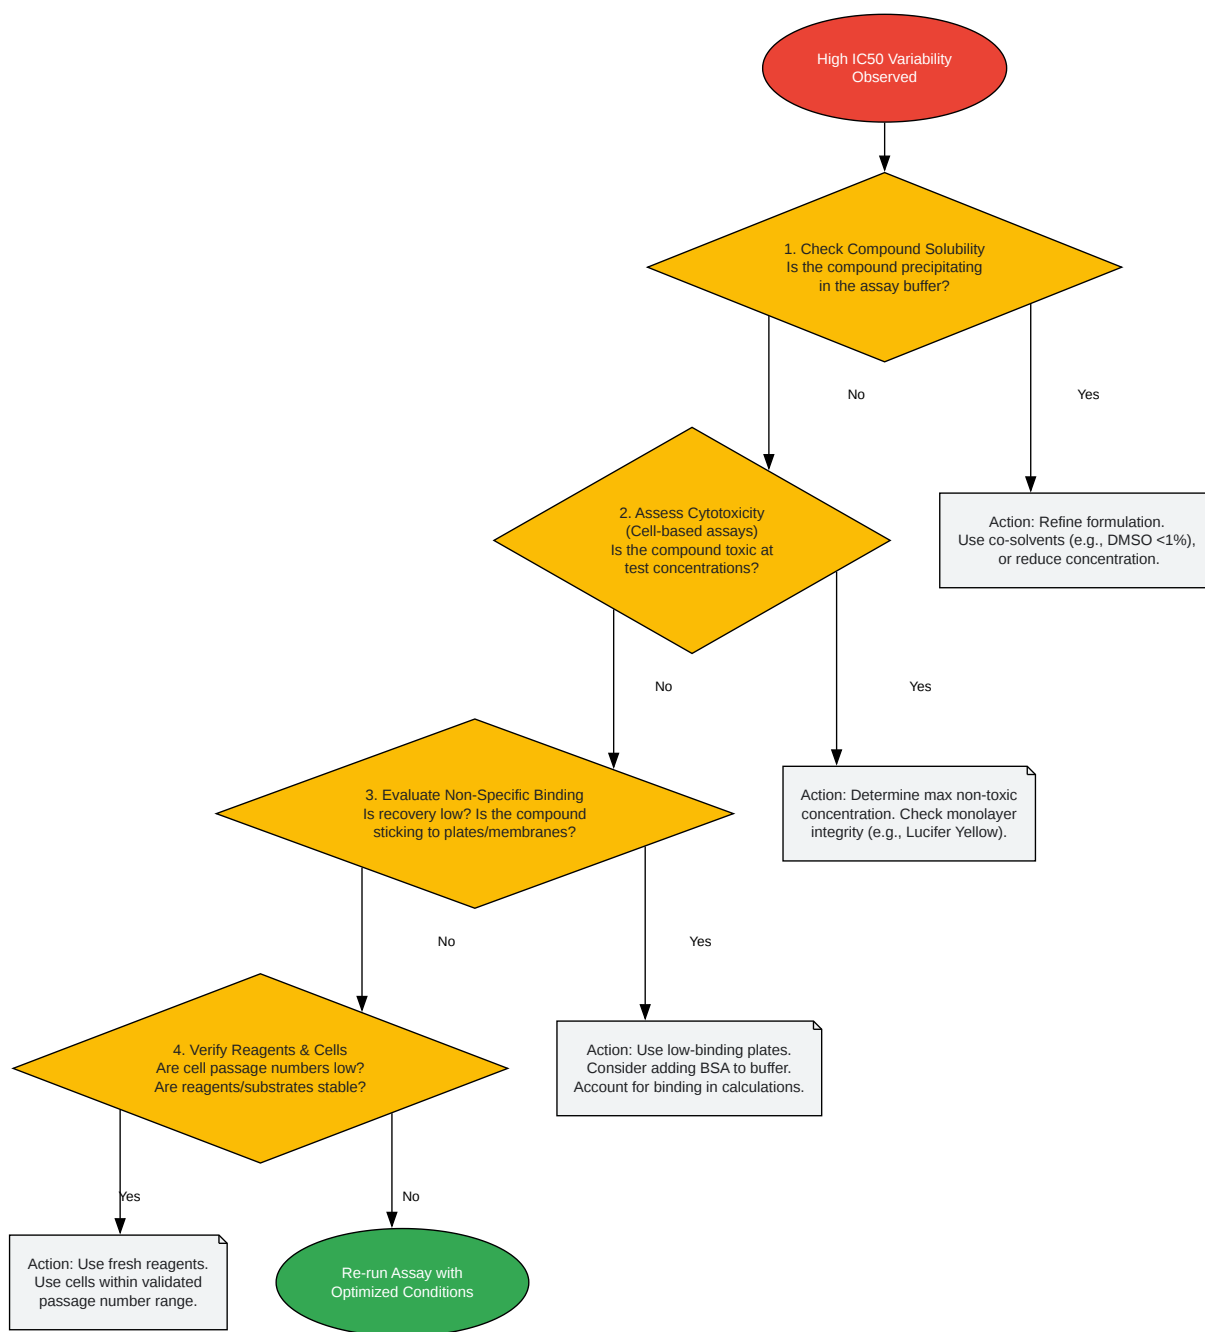 High IC50 Variability
Observed
1. Check Compound Solubility
Is the compound precipitating
in the assay buffer?
No
Yes
2. Assess Cytotoxicity
(Cell-based assays)
Is the compound toxic at
test concentrations?
Action: Refine formulation.
Use co-solvents (e.g., DMSO <1%),
or reduce concentration.
No
Yes
3. Evaluate Non-Specific Binding
Is recovery low? Is the compound
sticking to plates/membranes?
Action: Determine max non-toxic
concentration. Check monolayer
integrity (e.g., Lucifer Yellow).
No
Yes
4. Verify Reagents & Cells
Are cell passage numbers low?
Are reagents/substrates stable?
Action: Use low-binding plates.
Consider adding BSA to buffer.
Account for binding in calculations.
Yes
No
Action: Use fresh reagents.
Use cells within validated
passage number range.
Re-run Assay with
Optimized Conditions